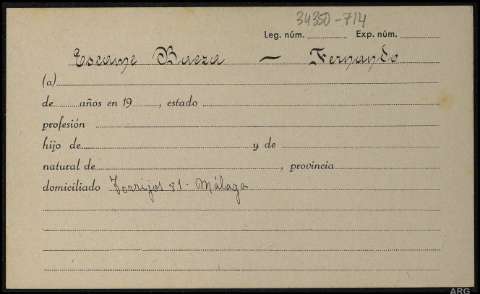 34350-714
Leg. núm. Exp. núm.
Baeza — Fernando
(a)
de años en 19 , estado
profesión
hijo de y de
natural de , provincia
domiciliado Torrijos 81 - Málaga
ARG